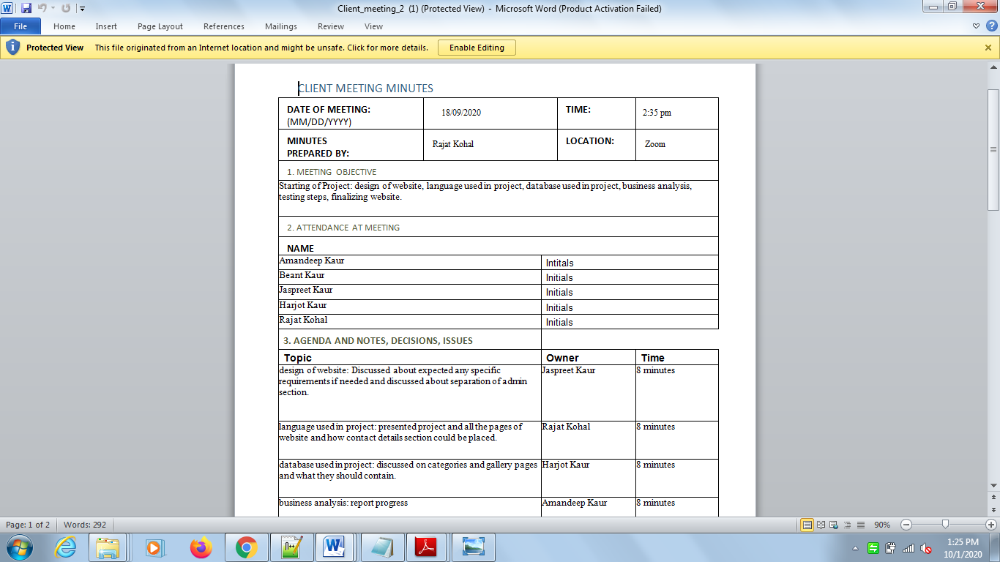 Client_meeting_2 (1) (Protected View) - Microsoft Word (Product Activation Failed)
File Home Insert Page Layout References Mailings Review View
Protected View This file originated from an Internet location and might be unsafe. Click for more details. Enable Editing
CLIENT MEETING MINUTES
DATE OF MEETING: 18/09/2020 TIME: 2:35 pm
(MM/DD/YYYY)
MINUTES Rajat Kohal LOCATION: Zoom
PREPARED BY:
1. MEETING OBJECTIVE
Starting of Project: design of website, language used in project, database used in project, business analysis,
testing steps, finalizing website.
2. ATTENDANCE AT MEETING
NAME
Amandeep Kaur Intitals
Beant Kaur Initials
Jaspreet Kaur Initials
Harjot Kaur Initials
Rajat Kohal Initials
3. AGENDA AND NOTES, DECISIONS, ISSUES
Topic Owner Time
design of website: Discussed about expected any specific Jaspreet Kaur 8 minutes
requirements if needed and discussed about separation of admin
section.
language used in project: presented project and all the pages of Rajat Kohal 8 minutes
website and how contact details section could be placed.
database used in project: discussed on categories and gallery pages Harjot Kaur 8 minutes
and what they should contain.
business analysis: report progress Amandeep Kaur 8 minutes
Page: 1 of 2 Words: 292 90%
1:25 PM
10/1/2020